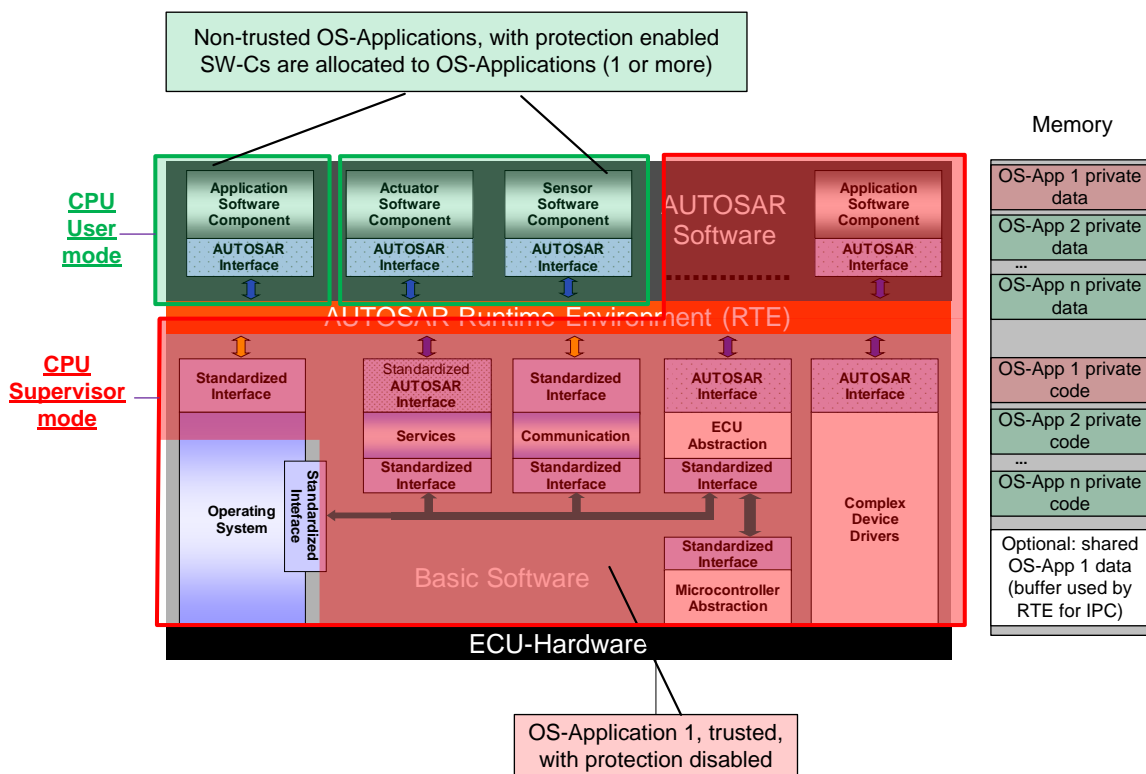 Non-trusted OS-Applications, with protection enabled
SW-Cs are allocated to OS-Applications (1 or more)
Memory
CPU
User
mode
Application
Software
Component
AUTOSAR
Interface
Actuator
Software
Component
AUTOSAR
Interface
Sensor
Software
Component
AUTOSAR
Interface
AUTOSAR
Software
Application
Software
Component
AUTOSAR
Interface
AUTOSAR Runtime Environment (RTE)
CPU
Supervisor
mode
Standardized
Interface
Operating
System
Standardized
Inteface
Standardized
AUTOSAR
Interface
Services
Standardized
Interface
Standardized
Interface
Communication
Standardized
Interface
AUTOSAR
Interface
ECU
Abstraction
Standardized
Interface
Standardized
Interface
Microcontroller
Abstraction
AUTOSAR
Interface
Complex
Device
Drivers
Basic Software
ECU-Hardware
OS-Application 1, trusted,
with protection disabled
OS-App 1 private
data
OS-App 2 private
data
...
OS-App n private
data
OS-App 1 private
code
OS-App 2 private
code
...
OS-App n private
code
Optional: shared
OS-App 1 data
(buffer used by
RTE for IPC)